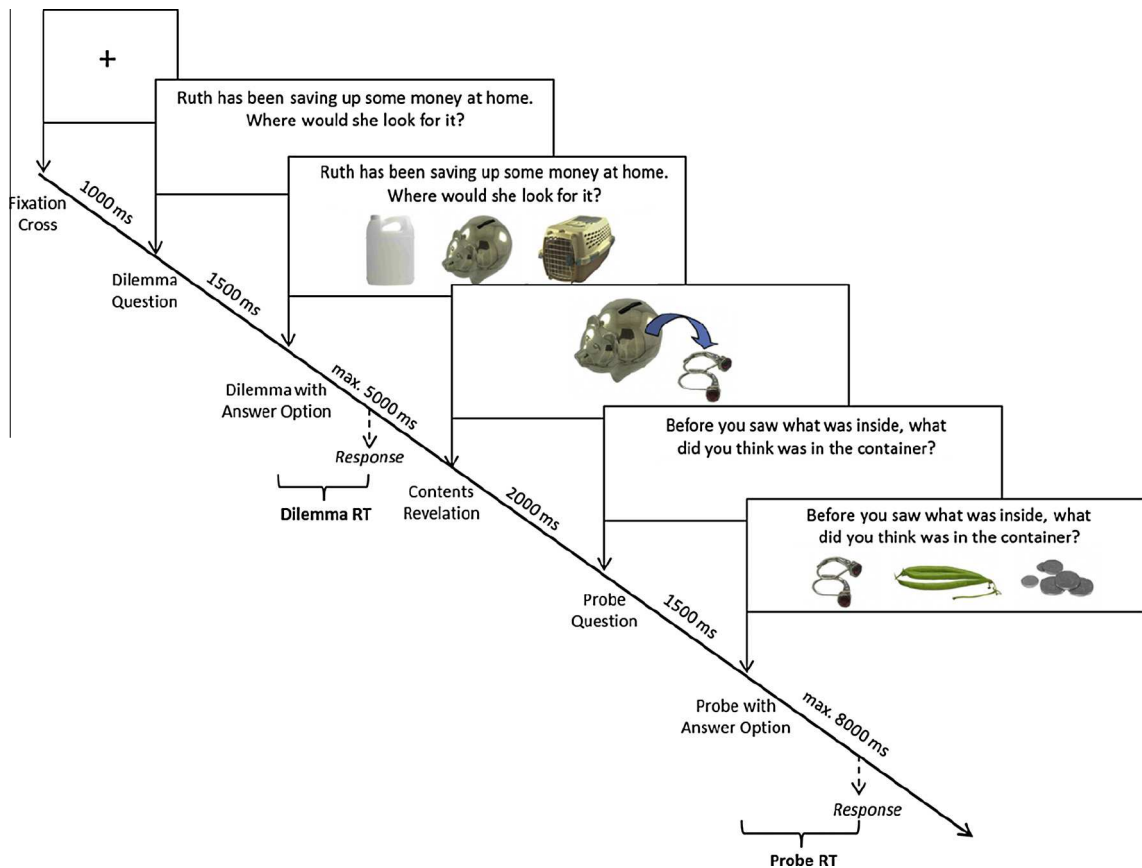 +
Ruth has been saving up some money at home.
Where would she look for it?
Ruth has been saving up some money at home.
Where would she look for it?
Before you saw what was inside, what
did you think was in the container?
Before you saw what was inside, what
did you think was in the container?
Fixation
Cross
1000 ms
Dilemma
Question
1500 ms
Dilemma with
Answer Option
max. 5000 ms
Response
Dilemma RT
Contents
Revelation
2000 ms
Probe
Question
1500 ms
Probe with
Answer Option
max. 8000 ms
Response
Probe RT